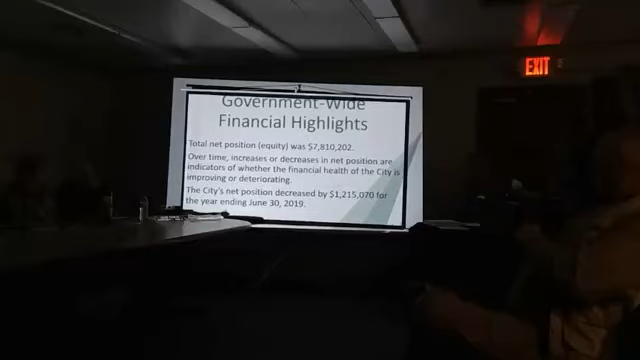 Government-Wide
Financial Highlights
Total net position (equity) was $7,810,202.
Over time, increases or decreases in net position are
indicators of whether the financial health of the City is
improving or deteriorating.
The City's net position decreased by $1,215,070 for
the year ending June 30, 2019.
EXIT